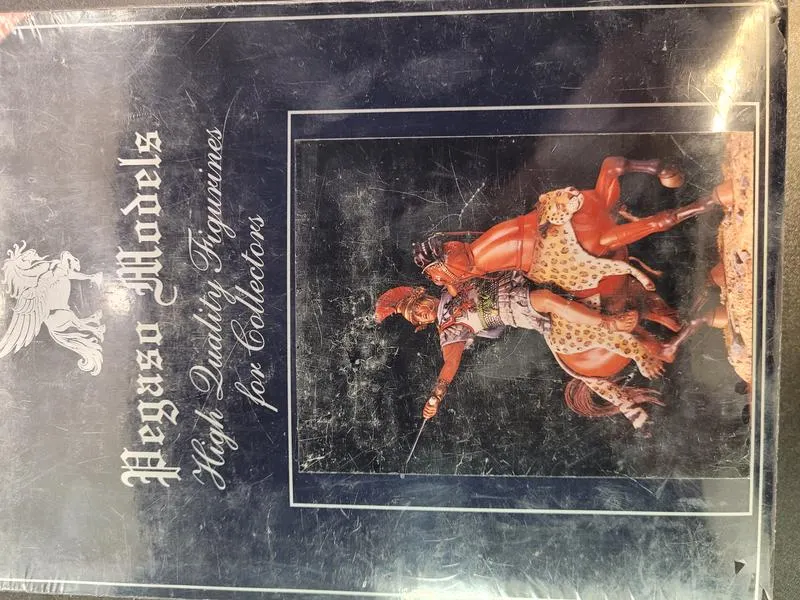 Pegaso Models
High Quality Figurines
for Collectors